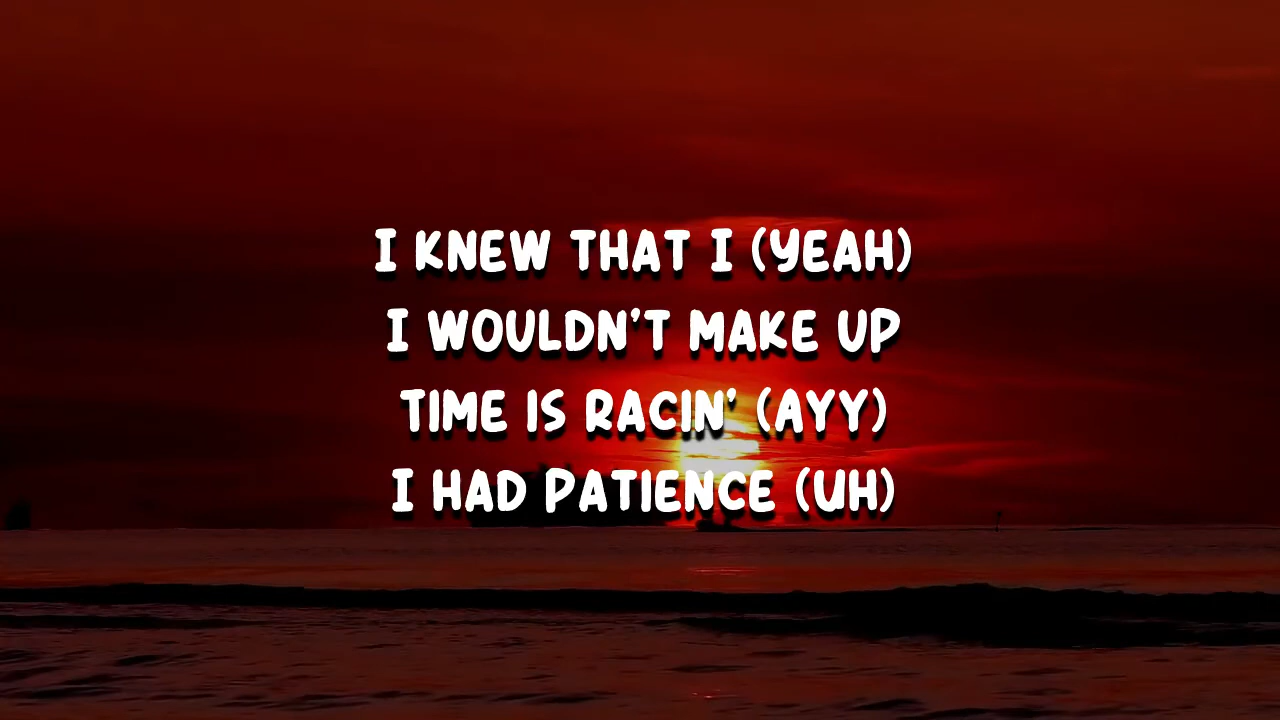 I KNEW THAT I (YEAH)
I WOULDN'T MAKE UP
TIME IS RACIN' (AYY)
I HAD PATIENCE (UH)